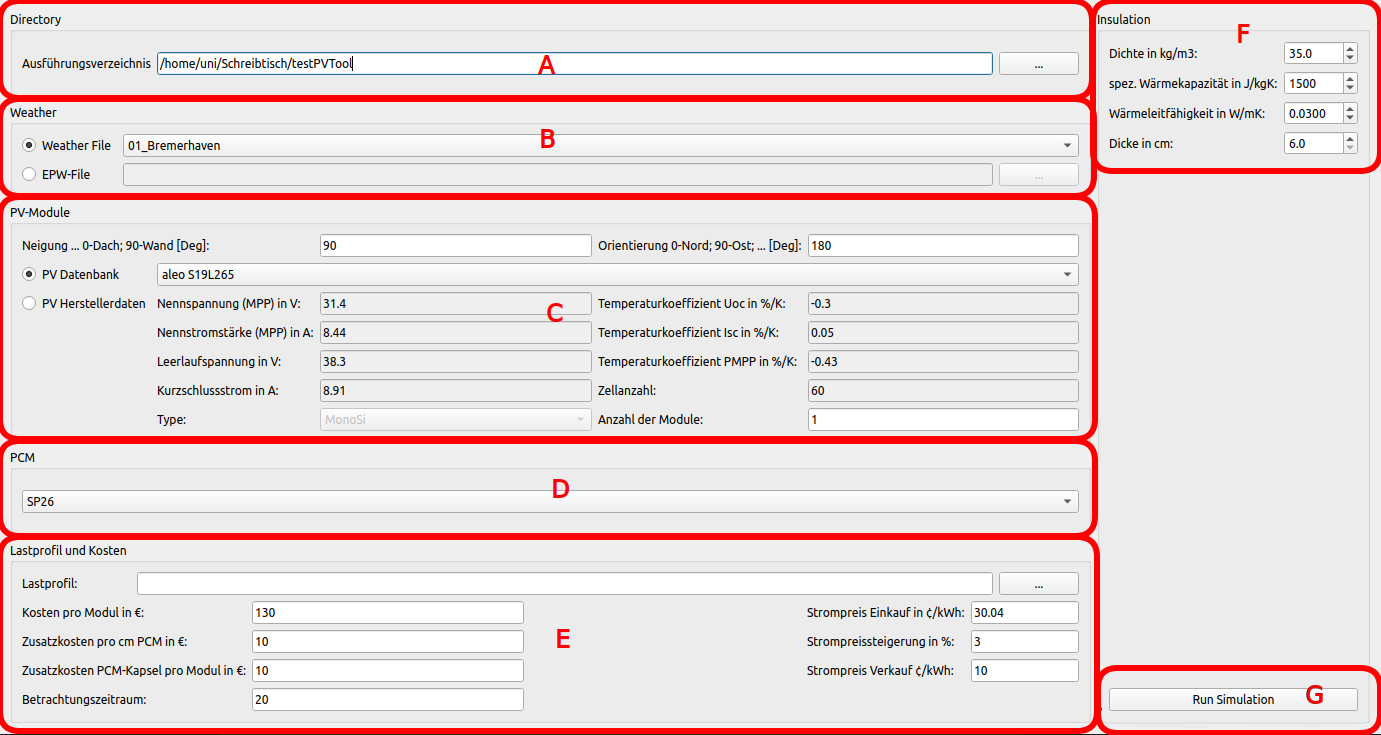 Directory
Ausführungsverzeichnis /home/uni/Schreibtisch/testPVTool A ...
Weather
Weather File 01_Bremerhaven B
EPW-File ...
PV-Module
Neigung ... 0-Dach; 90-Wand [Deg]: 90 Orientierung 0-Nord; 90-Ost; ... [Deg]: 180
PV Datenbank aleo S19L265
PV Herstellerdaten Nennspannung (MPP) in V: 31.4 C Temperaturkoeffizient Uoc in %/K: -0.3
Nennstromstärke (MPP) in A: 8.44 Temperaturkoeffizient Isc in %/K: 0.05
Leerlaufspannung in V: 38.3 Temperaturkoeffizient PMPP in %/K: -0.43
Kurzschlussstrom in A: 8.91 Zellanzahl: 60
Type: MonoSi Anzahl der Module: 1
PCM
D
SP26
Lastprofil und Kosten
Lastprofil: ...
Kosten pro Modul in €: 130 Strompreis Einkauf in ¢/kWh: 30.04
Zusatzkosten pro cm PCM in €: 10 E Strompreissteigerung in %: 3
Zusatzkosten PCM-Kapsel pro Modul in €: 10 Strompreis Verkauf ¢/kWh: 10
Betrachtungszeitraum: 20
Insulation
F
Dichte in kg/m3: 35.0
spez. Wärmekapazität in J/kgK: 1500
Wärmeleitfähigkeit in W/mK: 0.0300
Dicke in cm: 6.0
Run Simulation G